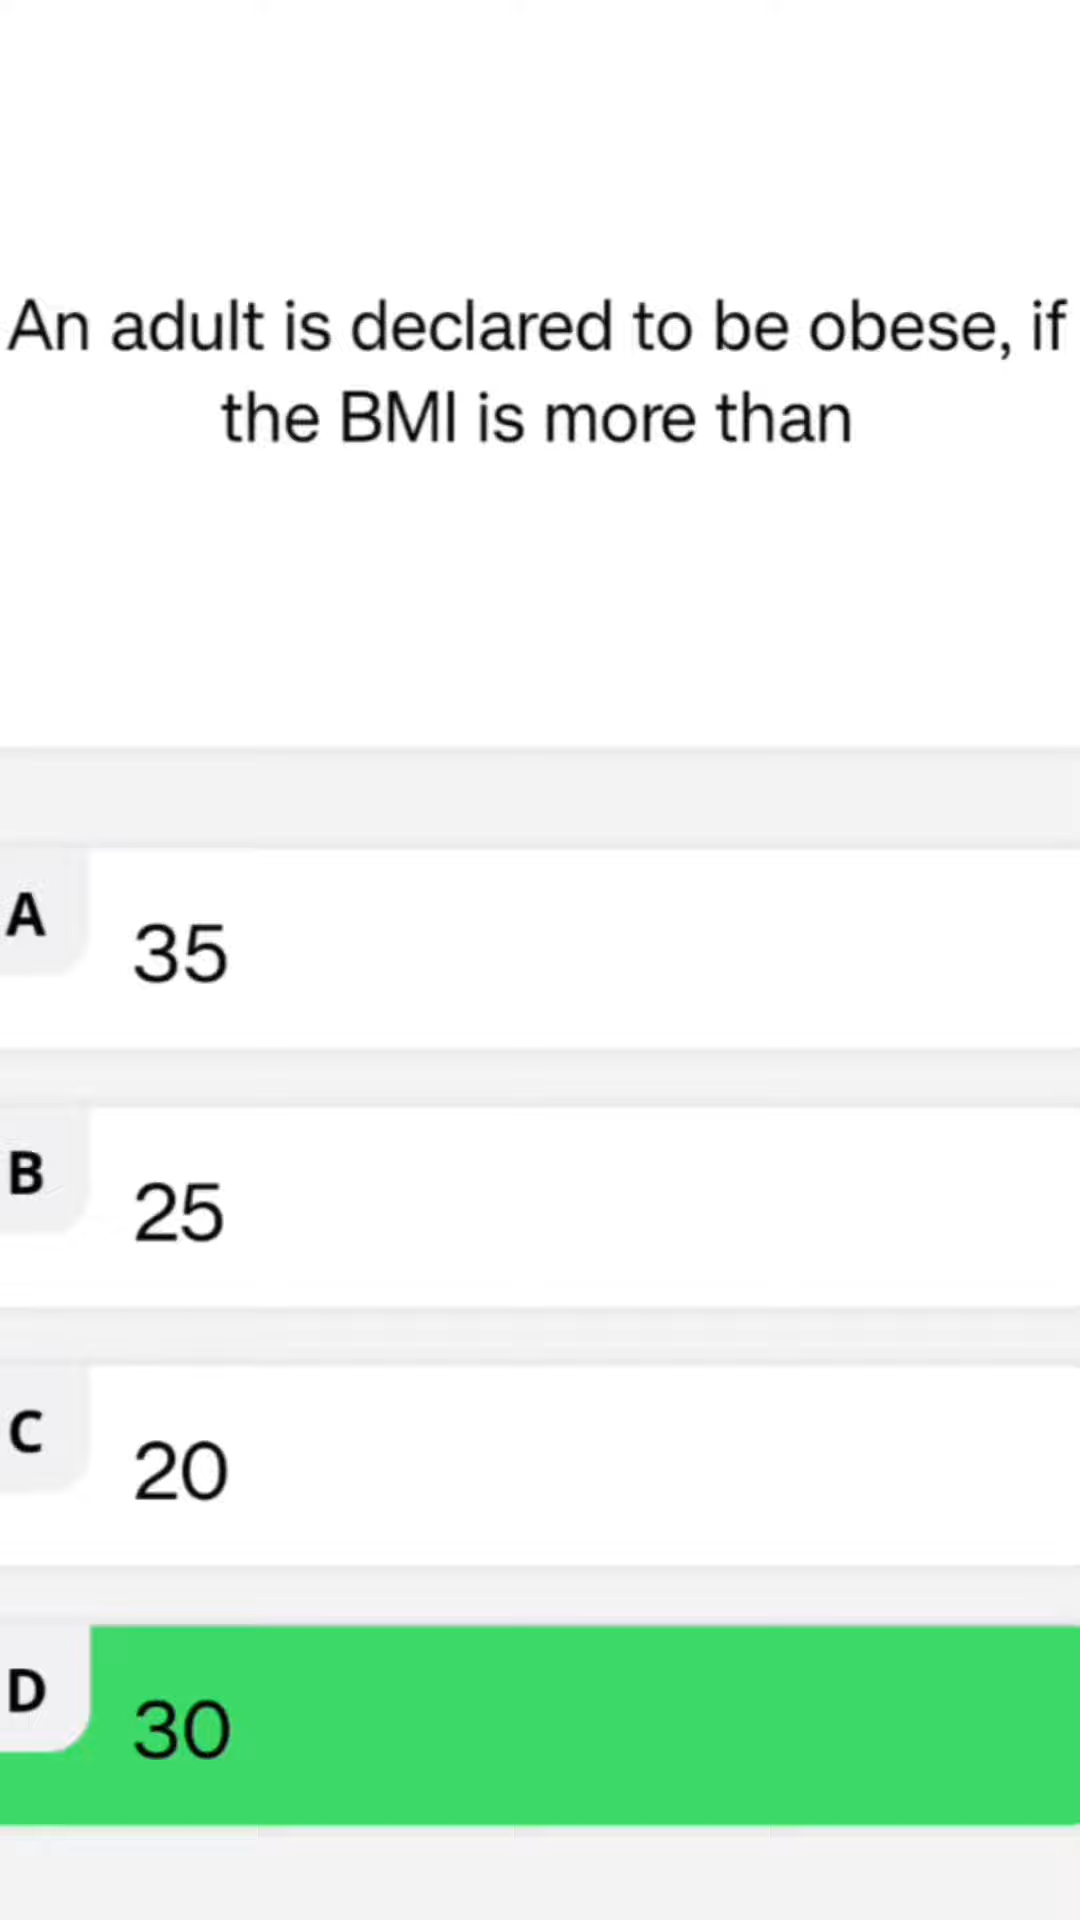 An adult is declared to be obese, if
the BMI is more than
A
35
B
25
C
20
D
30